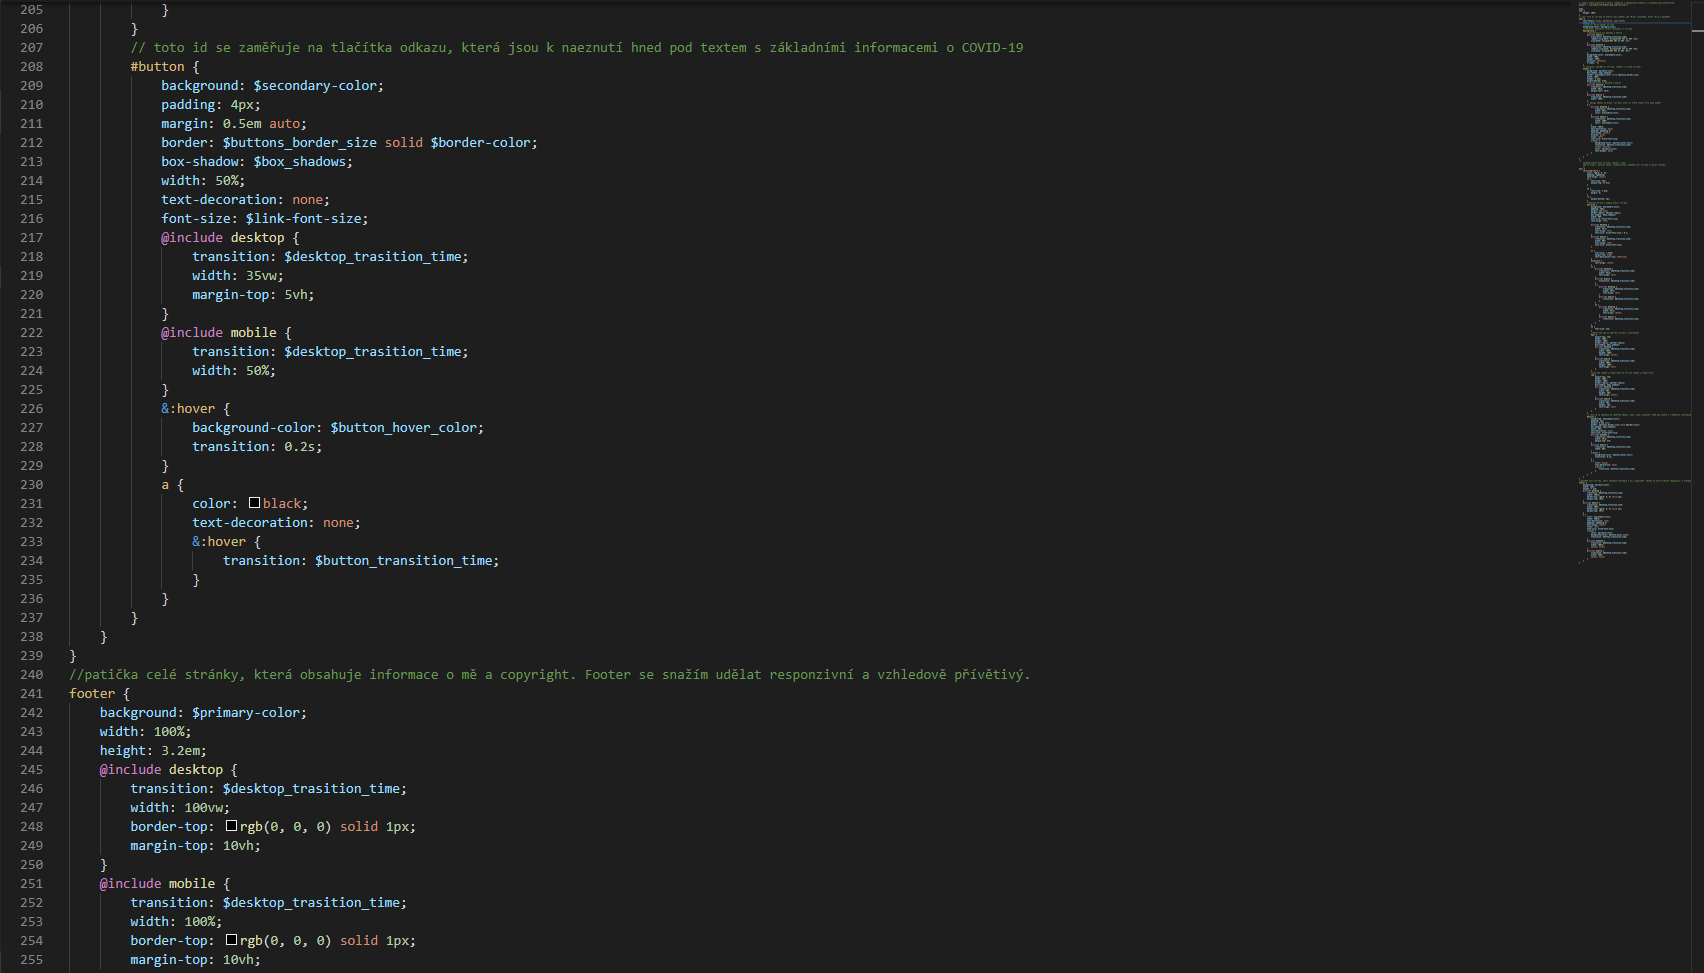 205 }
206 }
207 // toto id se zaměřuje na tlačítka odkazu, která jsou k naeznutí hned pod textem s základními informacemi o COVID-19
208 #button {
209 background: $secondary-color;
210 padding: 4px;
211 margin: 0.5em auto;
212 border: $buttons_border_size solid $border-color;
213 box-shadow: $box_shadows;
214 width: 50%;
215 text-decoration: none;
216 font-size: $link-font-size;
217 @include desktop {
218 transition: $desktop_trasition_time;
219 width: 35vw;
220 margin-top: 5vh;
221 }
222 @include mobile {
223 transition: $desktop_trasition_time;
224 width: 50%;
225 }
226 &:hover {
227 background-color: $button_hover_color;
228 transition: 0.2s;
229 }
230 a {
231 color: black;
232 text-decoration: none;
233 &:hover {
234 transition: $button_transition_time;
235 }
236 }
237 }
238 }
239 }
240 //patička celé stránky, která obsahuje informace o mě a copyright. Footer se snažím udělat responzivní a vzhledově přívětivý.
241 footer {
242 background: $primary-color;
243 width: 100%;
244 height: 3.2em;
245 @include desktop {
246 transition: $desktop_trasition_time;
247 width: 100vw;
248 border-top: rgb(0, 0, 0) solid 1px;
249 margin-top: 10vh;
250 }
251 @include mobile {
252 transition: $desktop_trasition_time;
253 width: 100%;
254 border-top: rgb(0, 0, 0) solid 1px;
255 margin-top: 10vh;